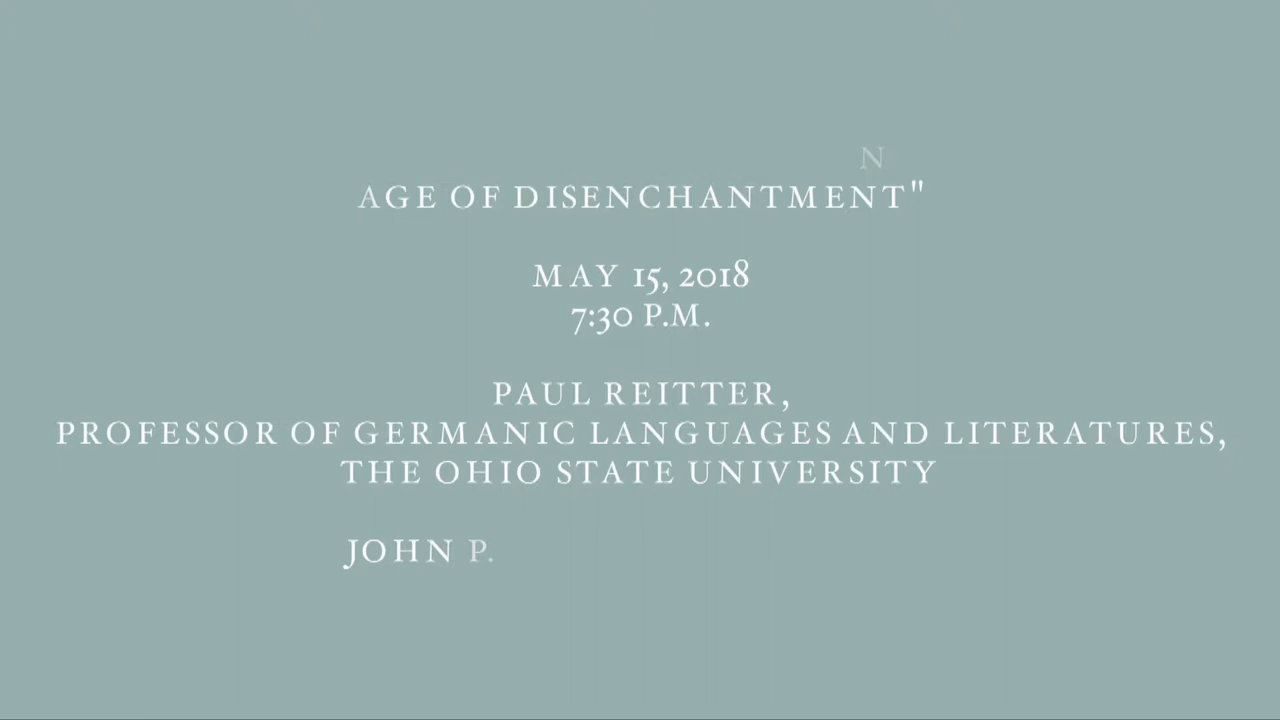 N
AGE OF DISENCHANTMENT"
MAY 15, 2018
7:30 P.M.
PAUL REITTER,
PROFESSOR OF GERMANIC LANGUAGES AND LITERATURES,
THE OHIO STATE UNIVERSITY
JOHN P.